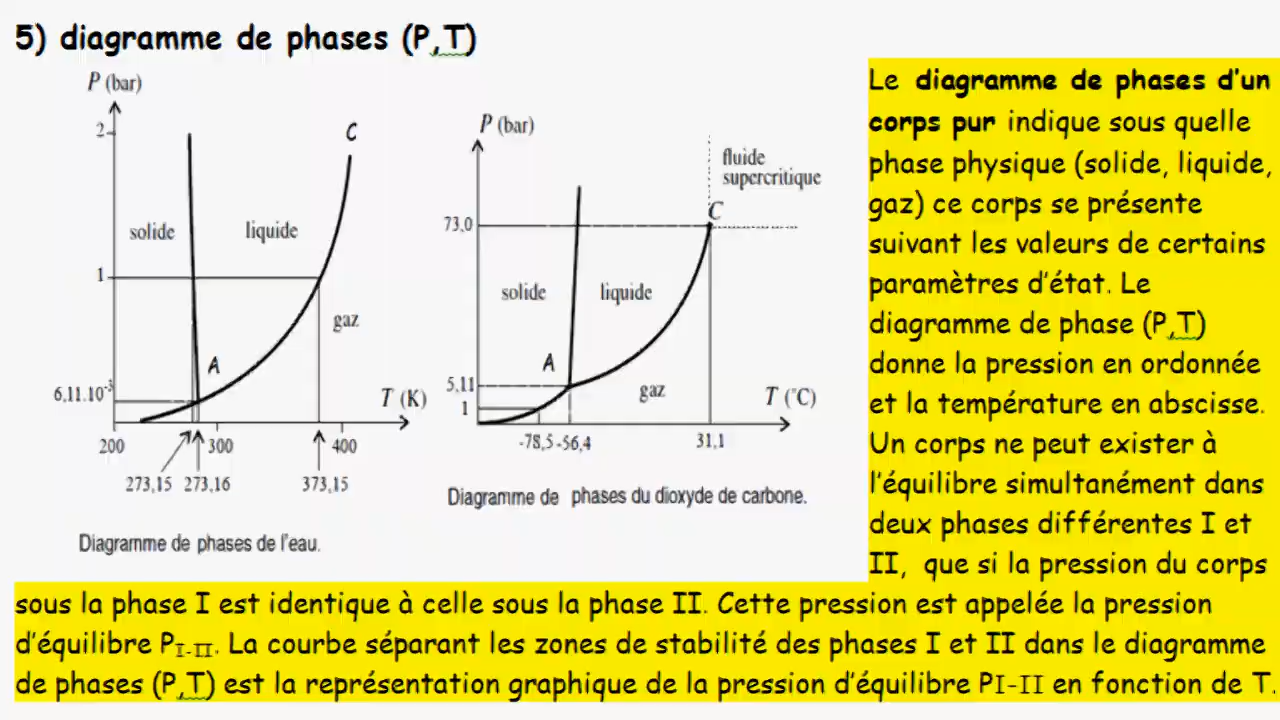 5) diagramme de phases (P,T)
P (bar)
2
C
solide
liquide
1
gaz
A
6,11.10⁻³
T (K)
200
300
400
273,15
273,16
373,15
Diagramme de phases de l'eau.
P (bar)
fluide
supercritique
C
73,0
solide
liquide
A
5,11
gaz
1
T (°C)
-78,5
-56,4
31,1
Diagramme de phases du dioxyde de carbone.
Le diagramme de phases d'un
corps pur indique sous quelle
phase physique (solide, liquide,
gaz) ce corps se présente
suivant les valeurs de certains
paramètres d'état. Le
diagramme de phase (P,T)
donne la pression en ordonnée
et la température en abscisse.
Un corps ne peut exister à
l'équilibre simultanément dans
deux phases différentes I et
II, que si la pression du corps
sous la phase I est identique à celle sous la phase II. Cette pression est appelée la pression
d'équilibre PI-II. La courbe séparant les zones de stabilité des phases I et II dans le diagramme
de phases (P,T) est la représentation graphique de la pression d'équilibre PI-II en fonction de T.